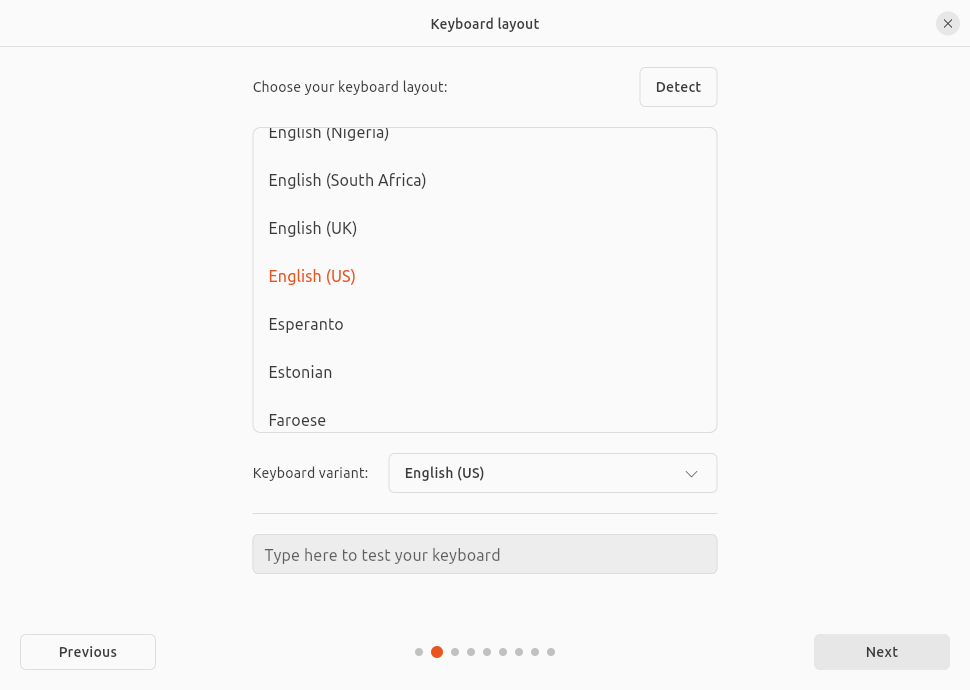 Keyboard layout
Choose your keyboard layout:
Detect
English (Nigeria)
English (South Africa)
English (UK)
English (US)
Esperanto
Estonian
Faroese
Keyboard variant:
English (US)
Type here to test your keyboard
Previous
Next